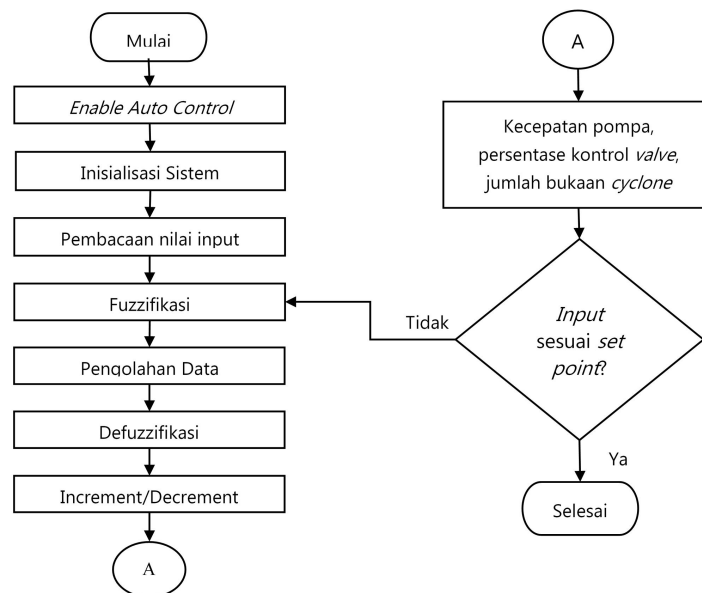 Mulai
Enable Auto Control
Inisialisasi Sistem
Pembacaan nilai input
Fuzzifikasi
Pengolahan Data
Defuzzifikasi
Increment/Decrement
A
A
Kecepatan pompa,
persentase kontrol valve,
jumlah bukaan cyclone
Input
sesuai set
point?
Tidak
Ya
Selesai